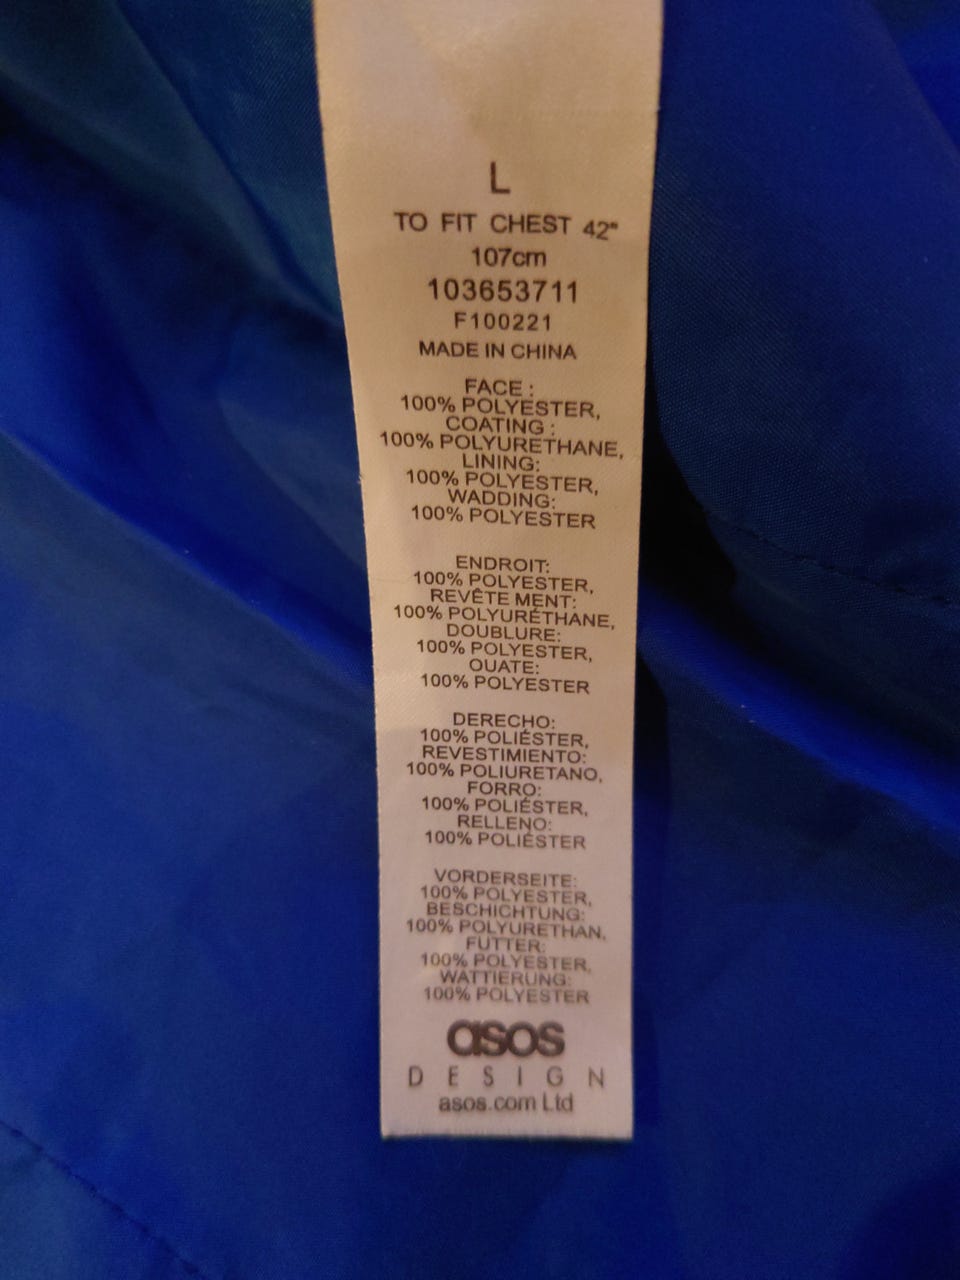 L
TO FIT CHEST 42"
107cm
103653711
F100221
MADE IN CHINA
FACE :
100% POLYESTER,
COATING :
100% POLYURETHANE,
LINING:
100% POLYESTER,
WADDING:
100% POLYESTER
ENDROIT:
100% POLYESTER,
REVÊTE MENT:
100% POLYURÉTHANE,
DOUBLURE:
100% POLYESTER,
OUATE:
100% POLYESTER
DERECHO:
100% POLIÉSTER,
REVESTIMIENTO:
100% POLIURETANO,
FORRO:
100% POLIÉSTER,
RELLENO:
100% POLIÉSTER
VORDERSEITE:
100% POLYESTER,
BESCHICHTUNG:
100% POLYURETHAN,
FUTTER:
100% POLYESTER,
WATTIERUNG:
100% POLYESTER
asos
DESIGN
asos.com Ltd